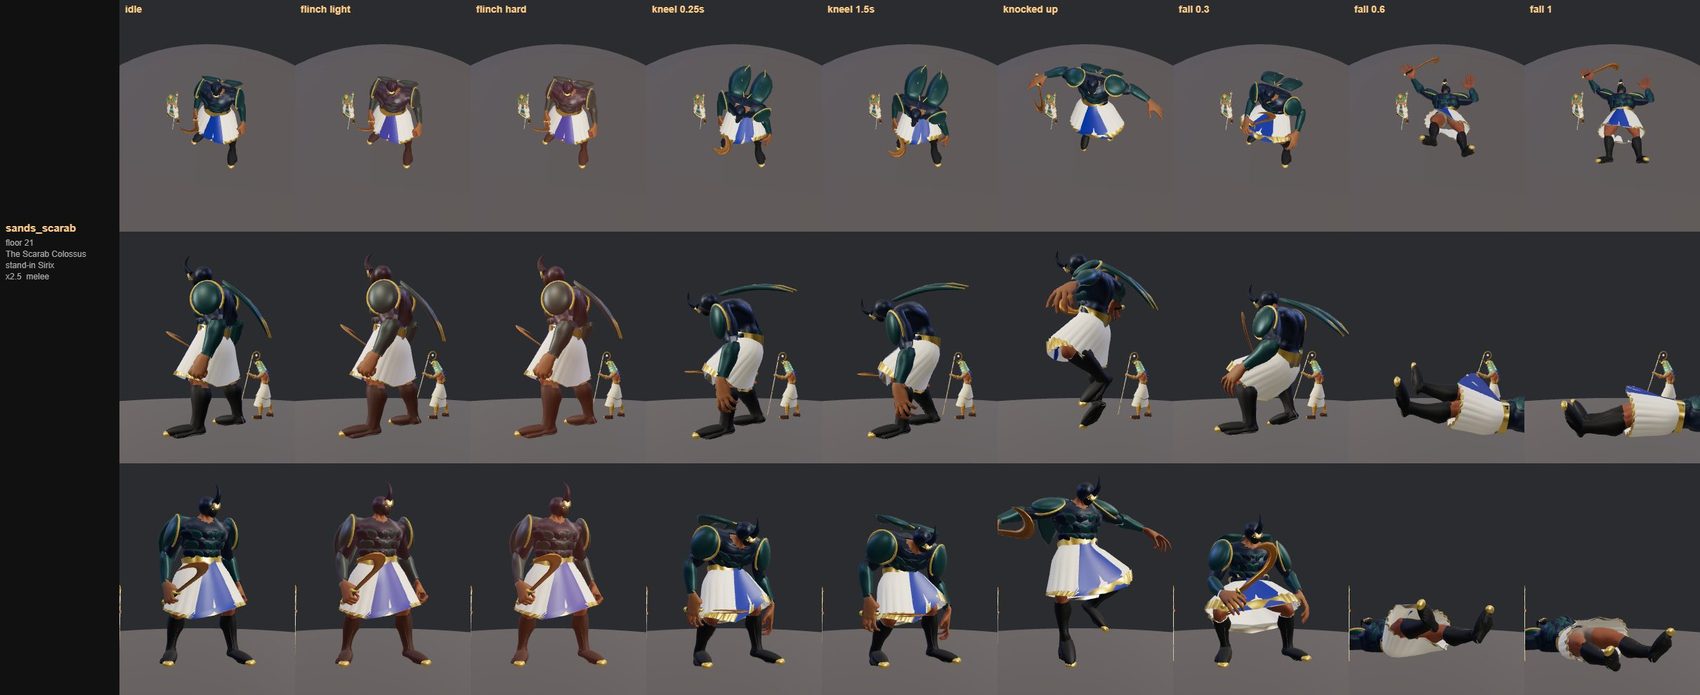 idle
flinch light
flinch hard
kneel 0.25s
kneel 1.5s
knocked up
fall 0.3
fall 0.6
fall 1
sands_scarab
floor 21
The Scarab Colossus
stand-in Sirix
x2.5 melee